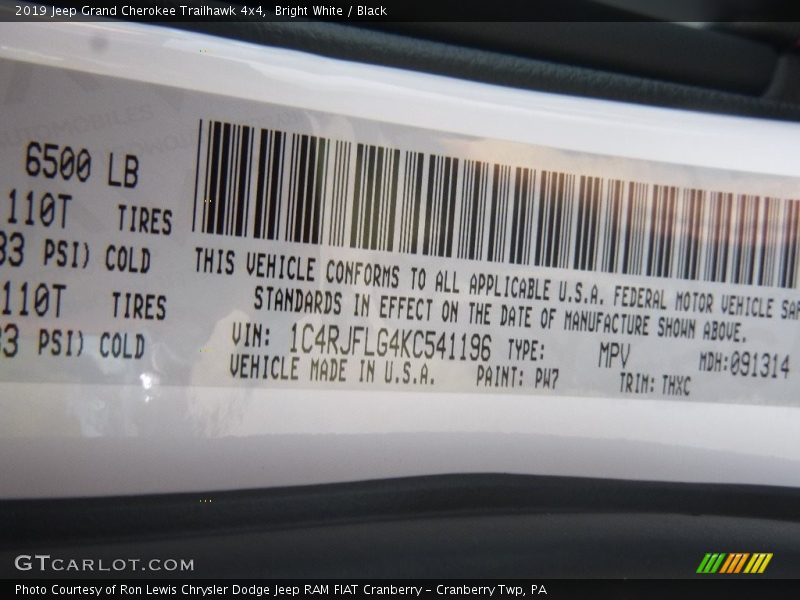 2019 Jeep Grand Cherokee Trailhawk 4x4,  Bright White / Black
6500 LB
110T TIRES
33 PSI) COLD
110T TIRES
33 PSI) COLD
THIS VEHICLE CONFORMS TO ALL APPLICABLE U.S.A. FEDERAL MOTOR VEHICLE SAF
STANDARDS IN EFFECT ON THE DATE OF MANUFACTURE SHOWN ABOVE.
VIN: 1C4RJFLG4KC541196 TYPE: MPV MDH:091314
VEHICLE MADE IN U.S.A. PAINT: PW7 TRIM: THXC
GTCARLOT.COM
Photo Courtesy of Ron Lewis Chrysler Dodge Jeep RAM FIAT Cranberry - Cranberry Twp, PA